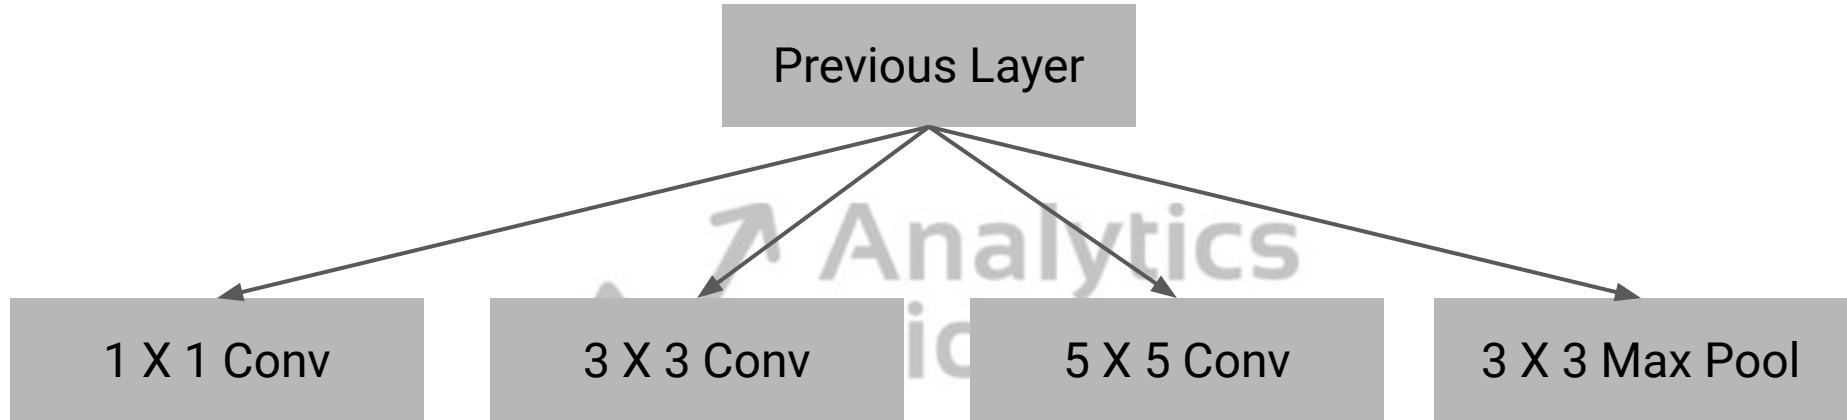 Previous Layer
Analytics
1 X 1 Conv
3 X 3 Conv
5 X 5 Conv
3 X 3 Max Pool